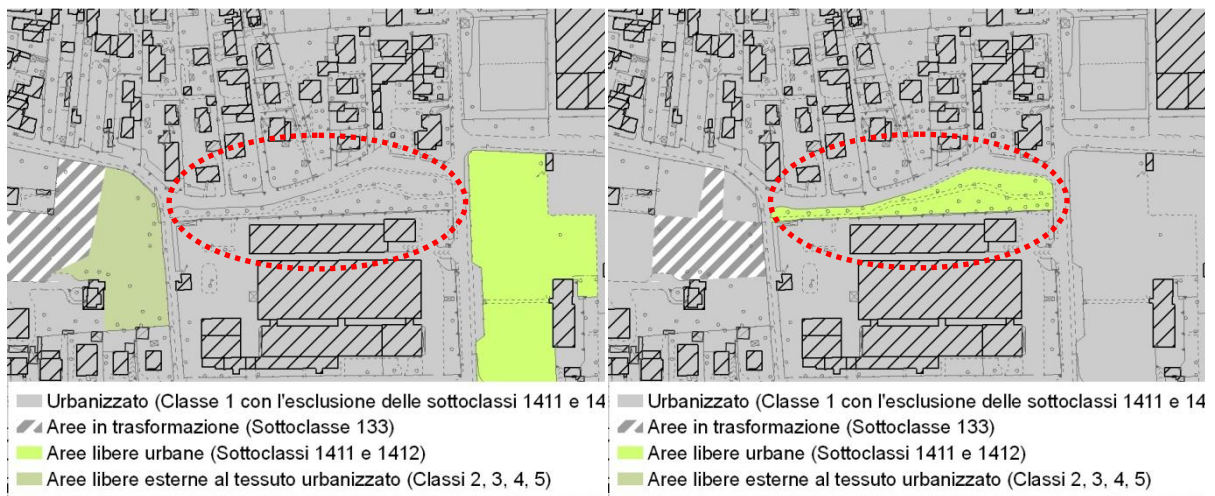 Urbanizzato (Classe 1 con l'esclusione delle sottoclassi 1411 e 14
Aree in trasformazione (Sottoclasse 133)
Aree libere urbane (Sottoclassi 1411 e 1412)
Aree libere esterne al tessuto urbanizzato (Classi 2, 3, 4, 5)
Urbanizzato (Classe 1 con l'esclusione delle sottoclassi 1411 e 14
Aree in trasformazione (Sottoclasse 133)
Aree libere urbane (Sottoclassi 1411 e 1412)
Aree libere esterne al tessuto urbanizzato (Classi 2, 3, 4, 5)